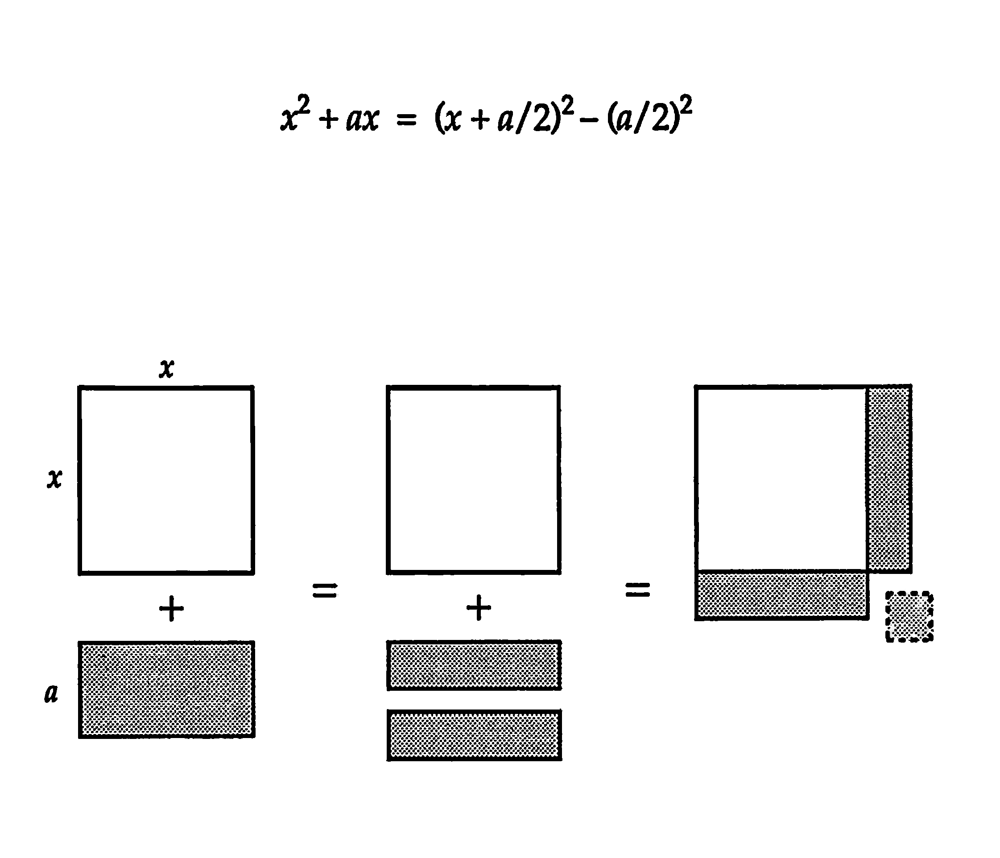 x² + ax = (x + a/2)² – (a/2)²
x
x
=
=
+
+
a